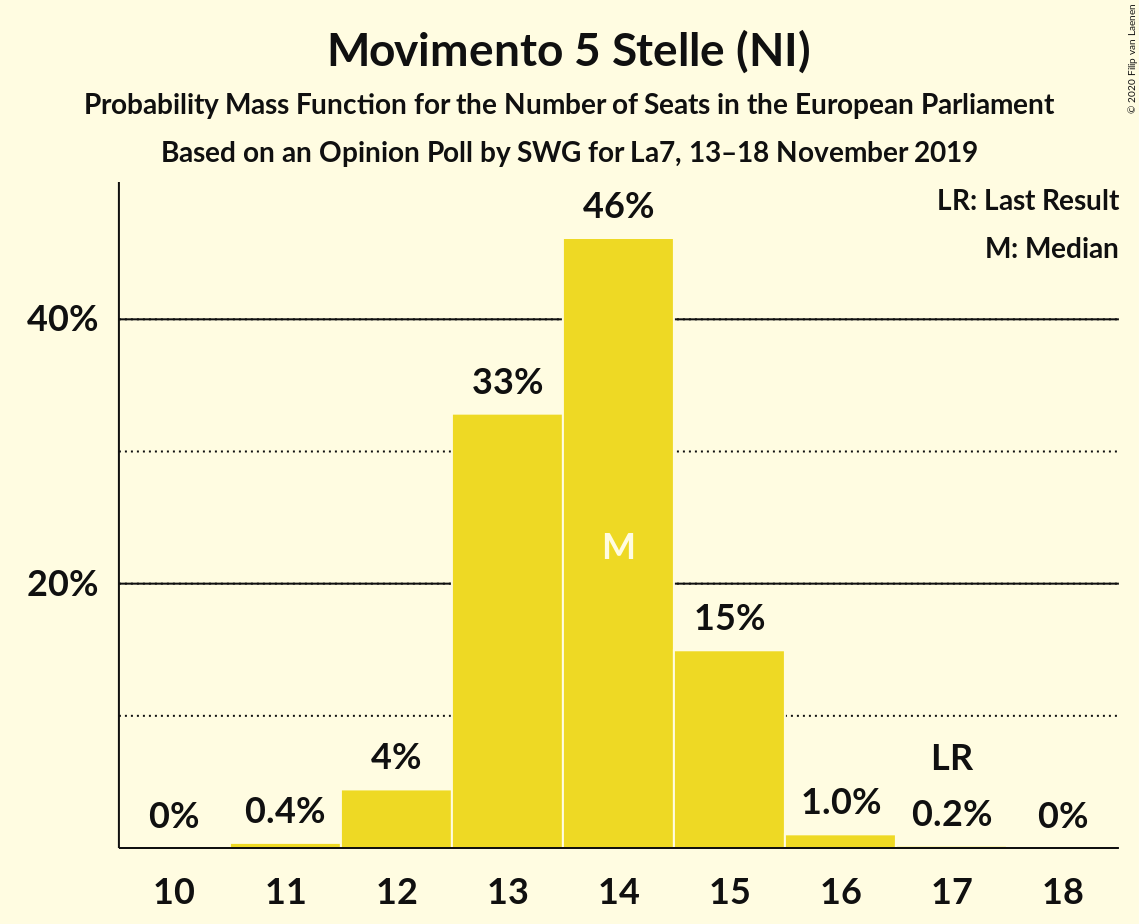 Movimento 5 Stelle (NI)
Probability Mass Function for the Number of Seats in the European Parliament
Based on an Opinion Poll by SWG for La7, 13–18 November 2019
© 2020 Filip van Laenen
LR: Last Result
M: Median
46%
40%
33%
M
20%
15%
4%
LR
0%
0.4%
1.0%
0.2%
0%
10 11 12 13 14 15 16 17 18